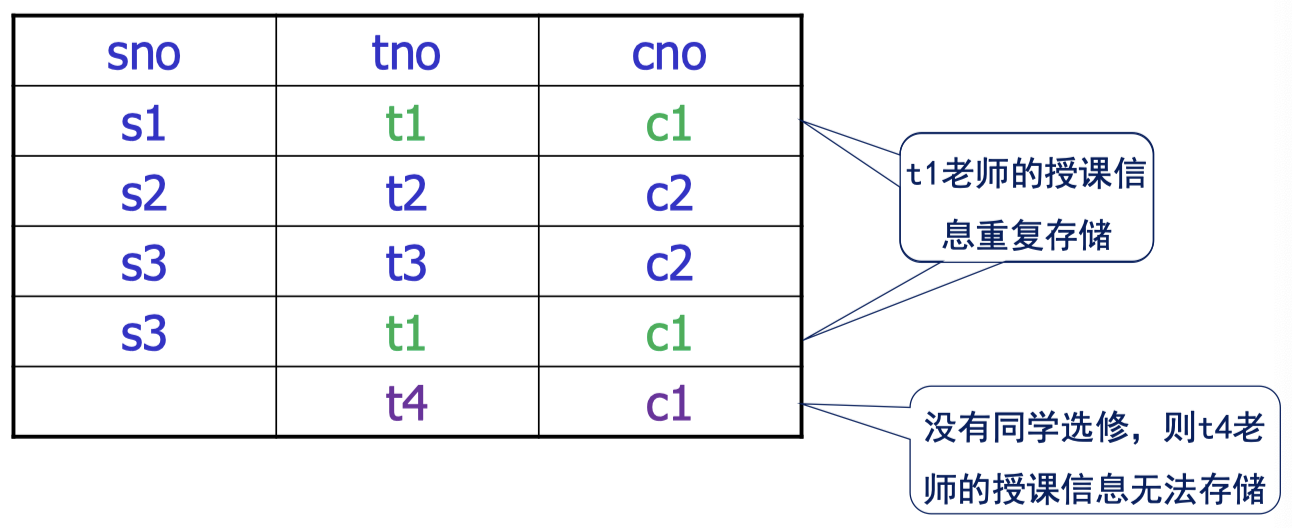 sno tno cno
s1 t1 c1
s2 t2 c2
s3 t3 c2
s3 t1 c1
t4 c1
t1老师的授课信
息重复存储
没有同学选修，则t4老
师的授课信息无法存储